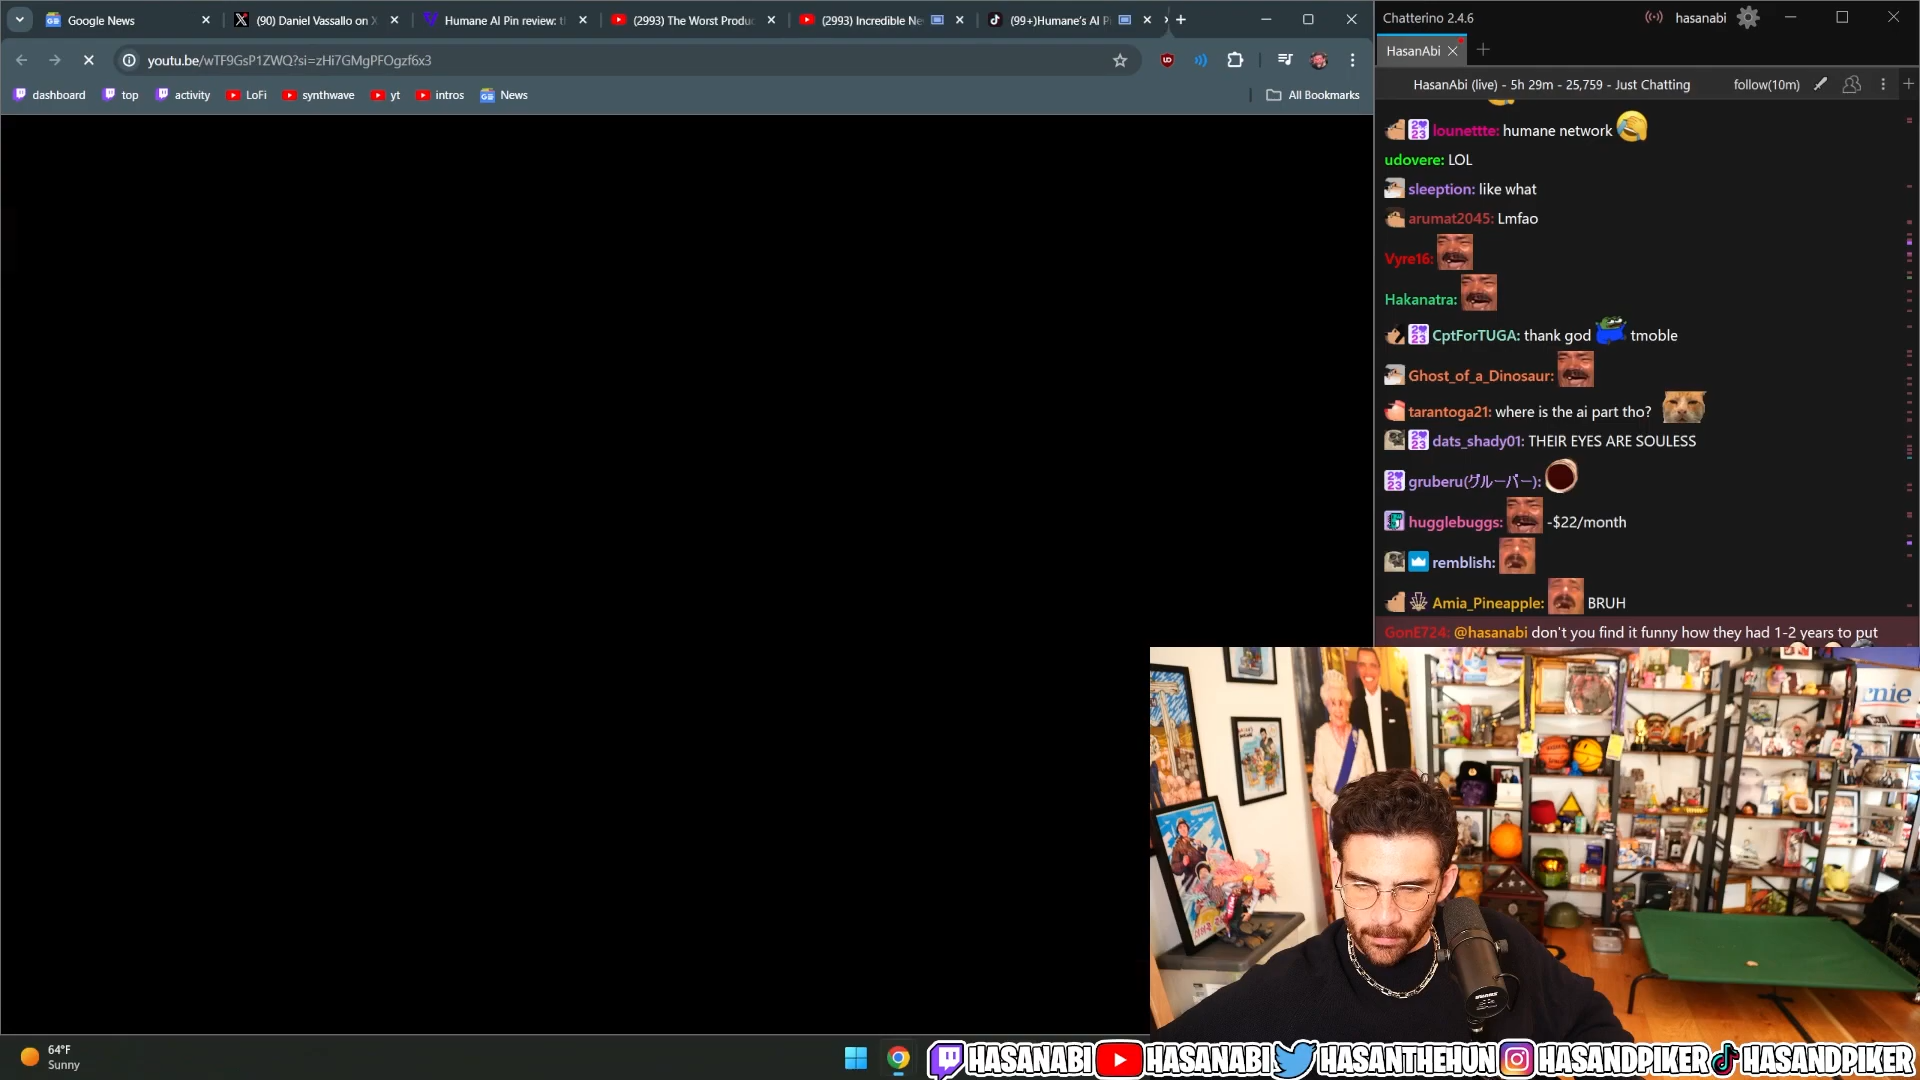 Google News
(90) Daniel Vassallo on X
Humane AI Pin review: t
(2993) The Worst Produc
(2993) Incredible Ne
(99+)Humane's AI P
youtu.be/wTF9GsP1ZWQ?si=zHi7GMgPFOgzf6x3
dashboard
top
activity
LoFi
synthwave
yt
intros
News
All Bookmarks
Chatterino 2.4.6
hasanabi
HasanAbi
HasanAbi (live) - 5h 29m - 25,759 - Just Chatting
follow(10m)
lounettte: humane network
udovere: LOL
sleeption: like what
arumat2045: Lmfao
Vyre16:
Hakanatra:
CptForTUGA: thank god tmoble
Ghost_of_a_Dinosaur:
tarantoga21: where is the ai part tho?
dats_shady01: THEIR EYES ARE SOULESS
gruberu(グルーバー):
hugglebuggs: -$22/month
remblish:
Amia_Pineapple: BRUH
GonE724: @hasanabi don't you find it funny how they had 1-2 years to put
rnie
64°F
Sunny
HASANABI HASANABI HASANTHEHUN HASANDPIKER HASANDPIKER